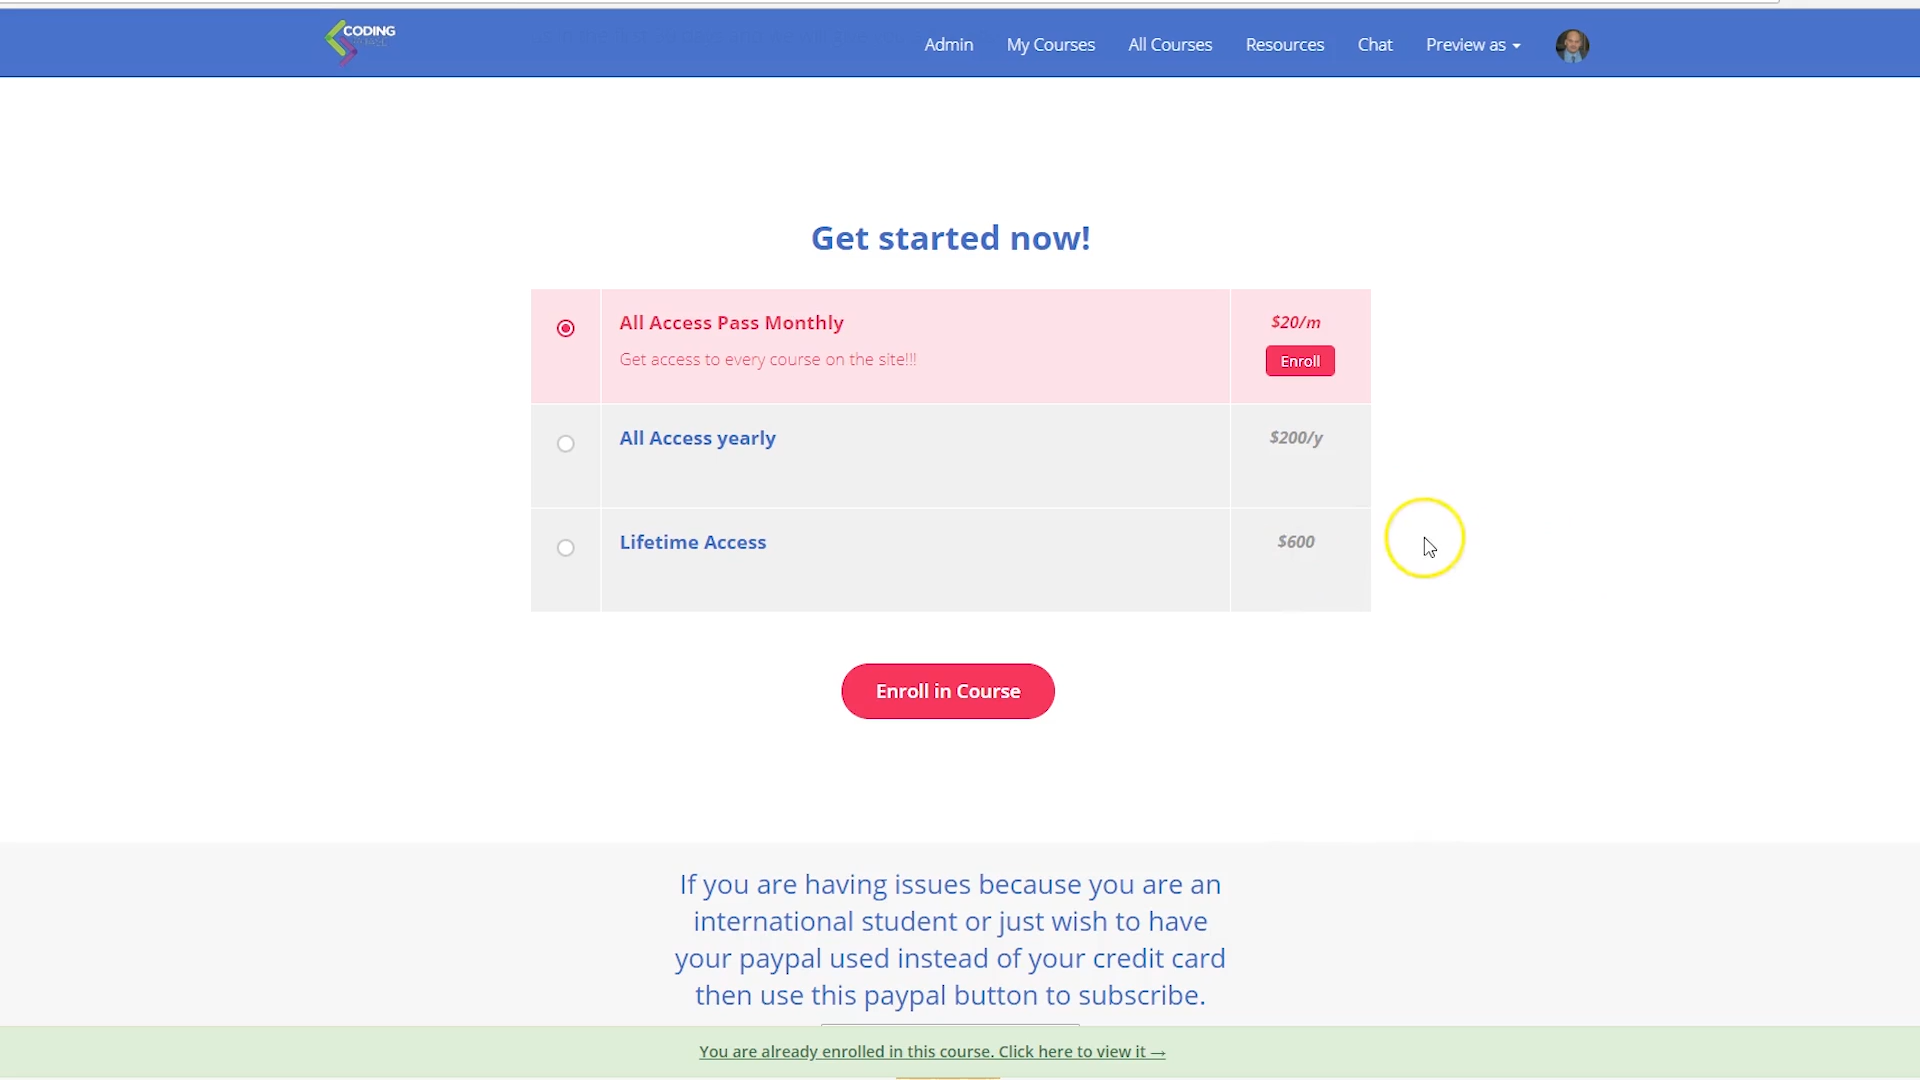 CODING
Admin
My Courses
All Courses
Resources
Chat
Preview as
Get started now!
All Access Pass Monthly
$20/m
Get access to every course on the site!!!
Enroll
All Access yearly
$200/y
Lifetime Access
$600
Enroll in Course
If you are having issues because you are an
international student or just wish to have
your paypal used instead of your credit card
then use this paypal button to subscribe.
You are already enrolled in this course. Click here to view it →